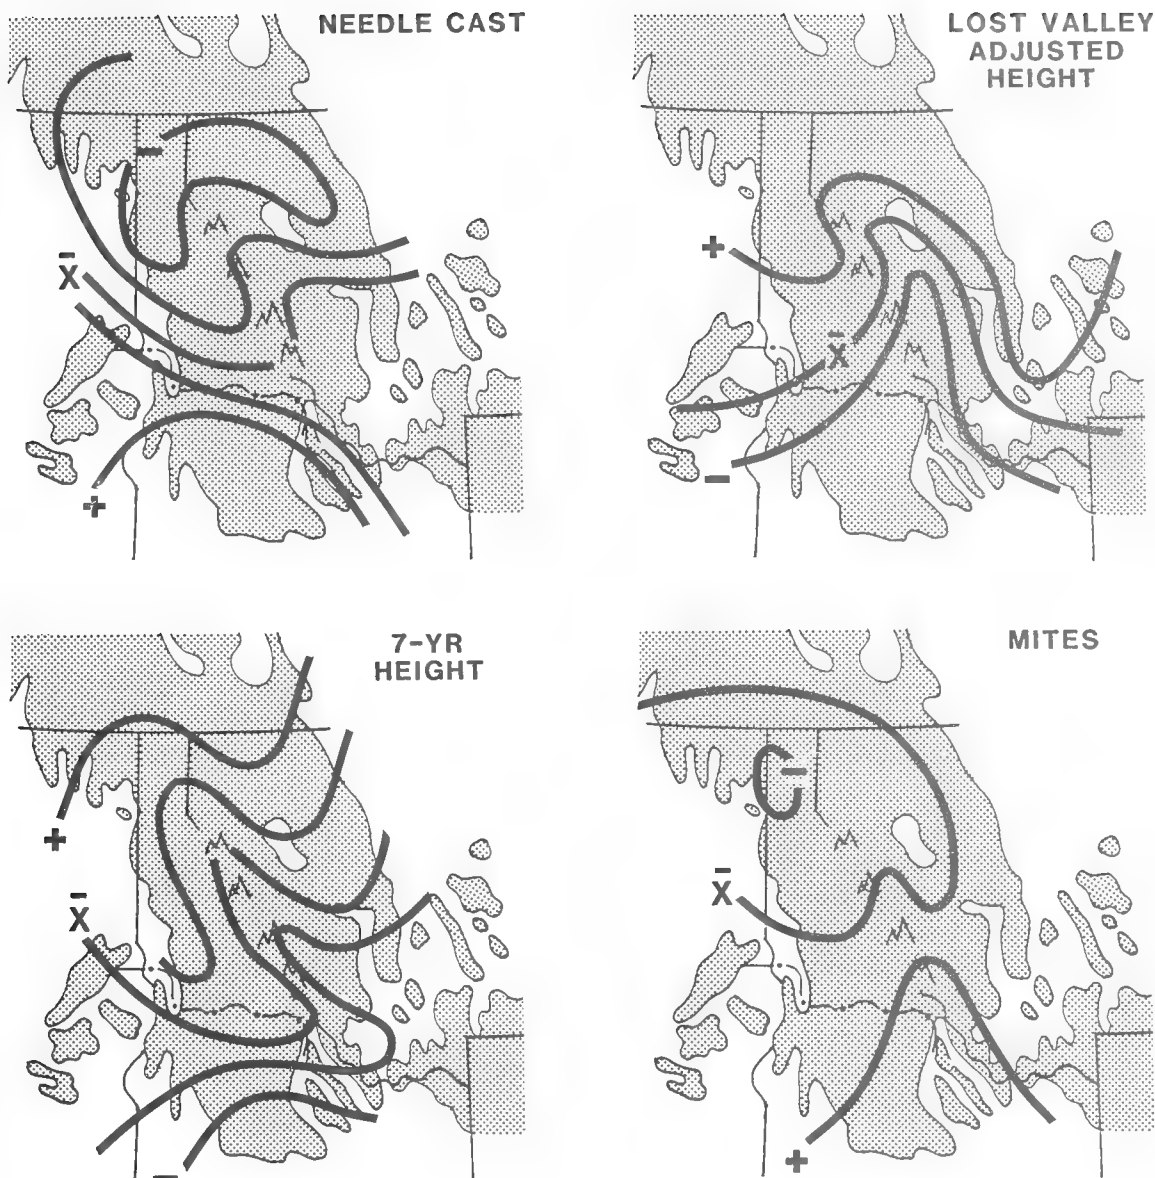 NEEDLE CAST
−
X̄
+
LOST VALLEY
ADJUSTED
HEIGHT
+
X̄
−
7-YR
HEIGHT
+
X̄
−
MITES
−
X̄
+